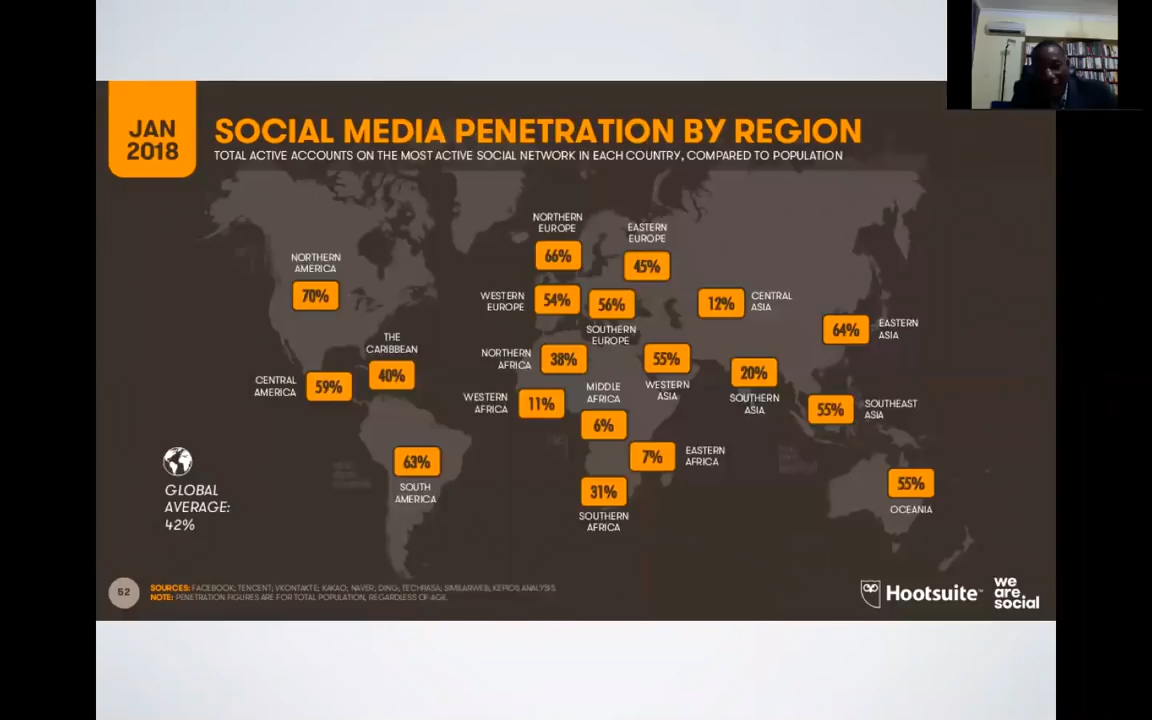 JAN
2018
SOCIAL MEDIA PENETRATION BY REGION
TOTAL ACTIVE ACCOUNTS ON THE MOST ACTIVE SOCIAL NETWORK IN EACH COUNTRY, COMPARED TO POPULATION
NORTHERN
AMERICA
70%
NORTHERN
EUROPE
66%
EASTERN
EUROPE
45%
WESTERN
EUROPE
54%
56%
SOUTHERN
EUROPE
12%
CENTRAL
ASIA
64%
EASTERN
ASIA
THE
CARIBBEAN
40%
CENTRAL
AMERICA
59%
NORTHERN
AFRICA
38%
55%
WESTERN
ASIA
20%
SOUTHERN
ASIA
WESTERN
AFRICA
11%
MIDDLE
AFRICA
6%
55%
SOUTHEAST
ASIA
7%
EASTERN
AFRICA
63%
SOUTH
AMERICA
31%
SOUTHERN
AFRICA
55%
OCEANIA
GLOBAL
AVERAGE:
42%
52
SOURCES: FACEBOOK; TENCENT; VKONTAKTE; KAKAO; NAVER; DING; TECHRASA; SIMILARWEB; KEPIOS ANALYSIS.
NOTE: PENETRATION FIGURES ARE FOR TOTAL POPULATION, REGARDLESS OF AGE.
Hootsuite™
we
are
social